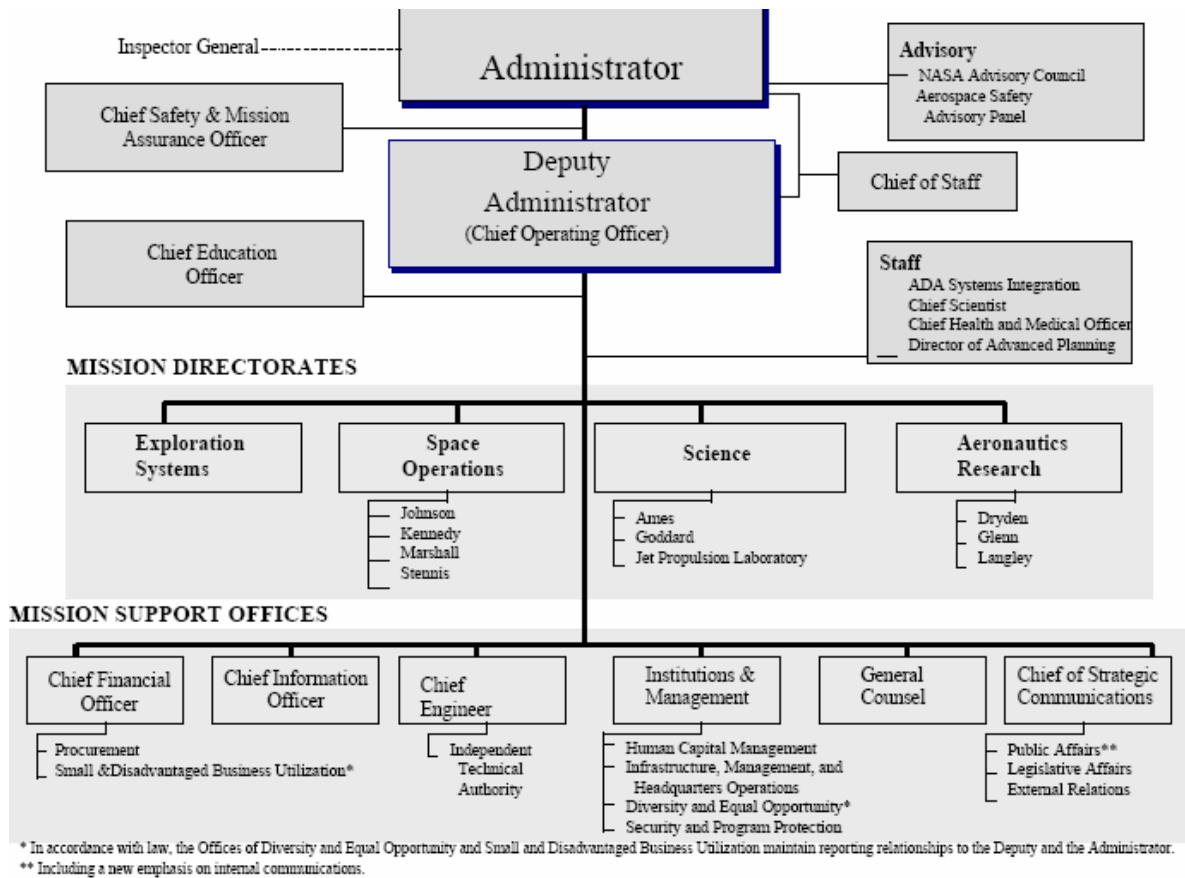 Inspector General
Administrator
Advisory
NASA Advisory Council
Aerospace Safety
Advisory Panel
Chief Safety & Mission
Assurance Officer
Deputy
Administrator
(Chief Operating Officer)
Chief of Staff
Chief Education
Officer
Staff
ADA Systems Integration
Chief Scientist
Chief Health and Medical Officer
Director of Advanced Planning
MISSION DIRECTORATES
Exploration
Systems
Space
Operations
Johnson
Kennedy
Marshall
Stennis
Science
Ames
Goddard
Jet Propulsion Laboratory
Aeronautics
Research
Dryden
Glenn
Langley
MISSION SUPPORT OFFICES
Chief Financial
Officer
Procurement
Small &Disadvantaged Business Utilization*
Chief Information
Officer
Chief
Engineer
Independent
Technical
Authority
Institutions &
Management
Human Capital Management
Infrastructure, Management, and
Headquarters Operations
Diversity and Equal Opportunity*
Security and Program Protection
General
Counsel
Chief of Strategic
Communications
Public Affairs**
Legislative Affairs
External Relations
* In accordance with law, the Offices of Diversity and Equal Opportunity and Small and Disadvantaged Business Utilization maintain reporting relationships to the Deputy and the Administrator.
** Including a new emphasis on internal communications.